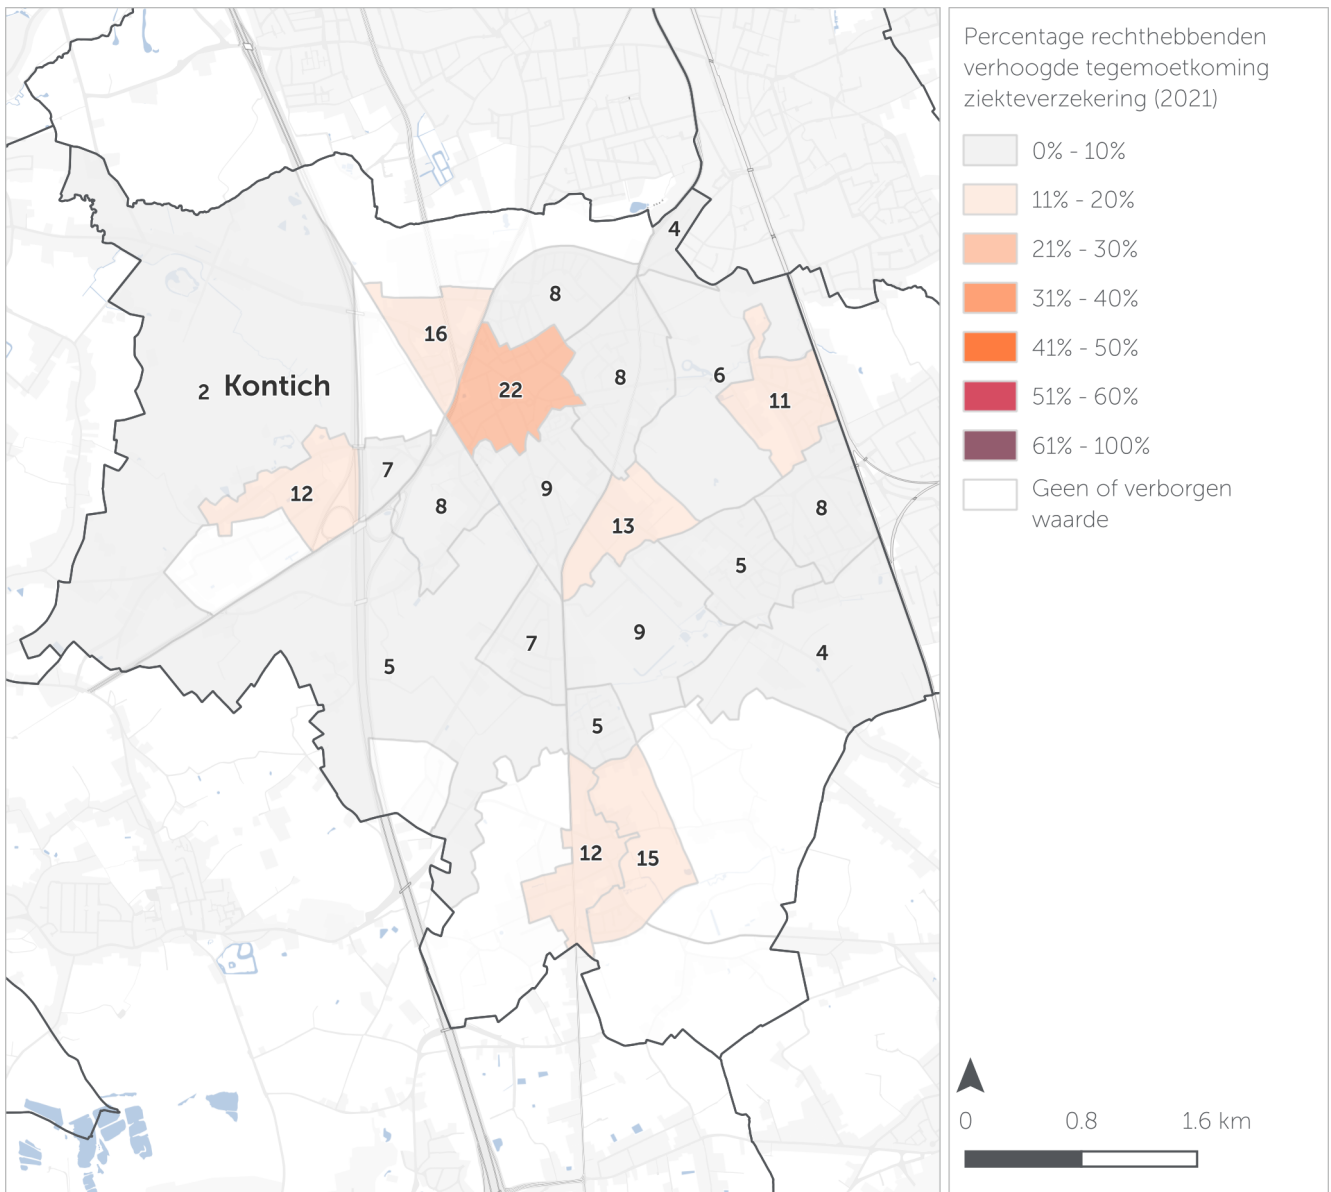 4
8
16
22
8
6
11
2 Kontich
7
12
8
9
13
8
5
7
9
4
5
5
12
15
Percentage rechthebbenden
verhoogde tegemoetkoming
ziekteverzekering (2021)
0% - 10%
11% - 20%
21% - 30%
31% - 40%
41% - 50%
51% - 60%
61% - 100%
Geen of verborgen
waarde
0 0.8 1.6 km